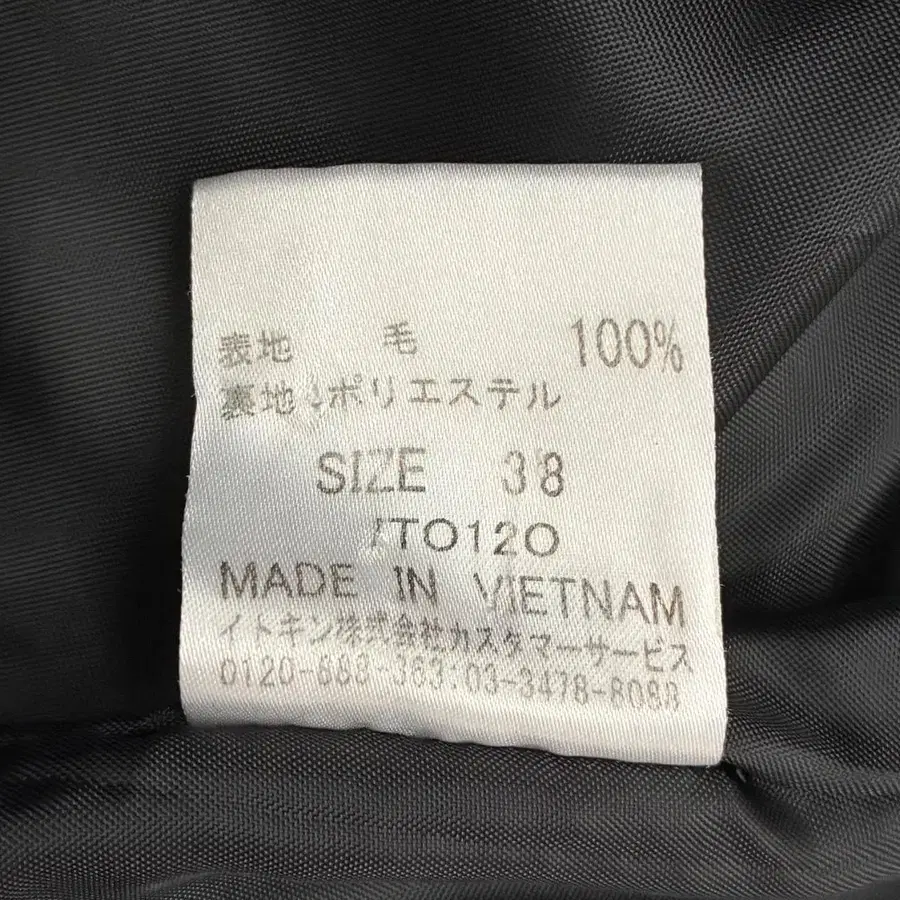 表地 毛 100%
裏地 ポリエステル
SIZE 38
ITO120
MADE IN VIETNAM
イトキン株式会社カスタマーサービス
0120-888-363:03-3478-8088